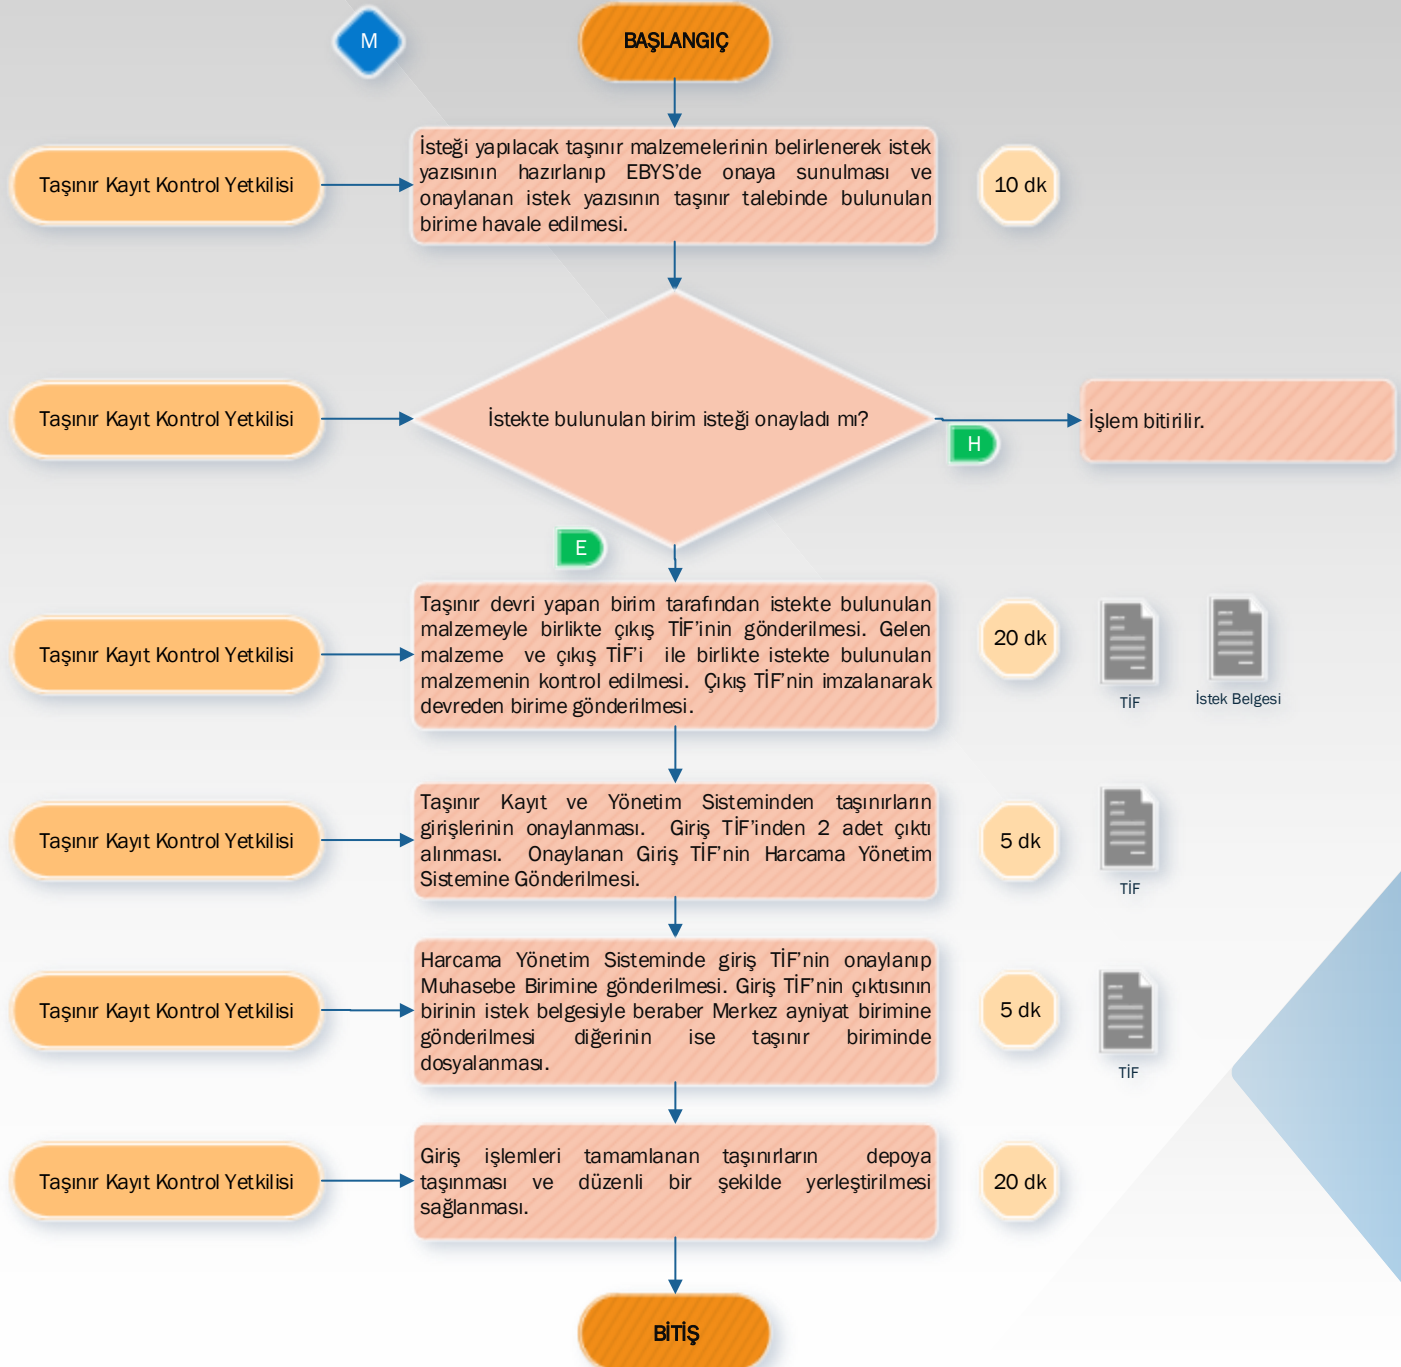 M
BAŞLANGIÇ
Taşınır Kayıt Kontrol Yetkilisi
İsteği yapılacak taşınır malzemelerinin belirlenerek istek
yazısının hazırlanıp EBYS’de onaya sunulması ve
onaylanan istek yazısının taşınır talebinde bulunulan
birime havale edilmesi.
10 dk
Taşınır Kayıt Kontrol Yetkilisi
İstekte bulunulan birim isteği onayladı mı?
H
İşlem bitirilir.
E
Taşınır Kayıt Kontrol Yetkilisi
Taşınır devri yapan birim tarafından istekte bulunulan
malzemeyle birlikte çıkış TİF’inin gönderilmesi. Gelen
malzeme ve çıkış TİF’i ile birlikte istekte bulunulan
malzemenin kontrol edilmesi. Çıkış TİF’nin imzalanarak
devreden birime gönderilmesi.
20 dk
TİF
İstek Belgesi
Taşınır Kayıt Kontrol Yetkilisi
Taşınır Kayıt ve Yönetim Sisteminden taşınırların
girişlerinin onaylanması. Giriş TİF’inden 2 adet çıktı
alınması. Onaylanan Giriş TİF’nin Harcama Yönetim
Sistemine Gönderilmesi.
5 dk
TİF
Taşınır Kayıt Kontrol Yetkilisi
Harcama Yönetim Sisteminde giriş TİF’nin onaylanıp
Muhasebe Birimine gönderilmesi. Giriş TİF’nin çıktısının
birinin istek belgesiyle beraber Merkez ayniyat birimine
gönderilmesi diğerinin ise taşınır biriminde
dosyalanması.
5 dk
TİF
Taşınır Kayıt Kontrol Yetkilisi
Giriş işlemleri tamamlanan taşınırların depoya
taşınması ve düzenli bir şekilde yerleştirilmesi
sağlanması.
20 dk
BİTİŞ